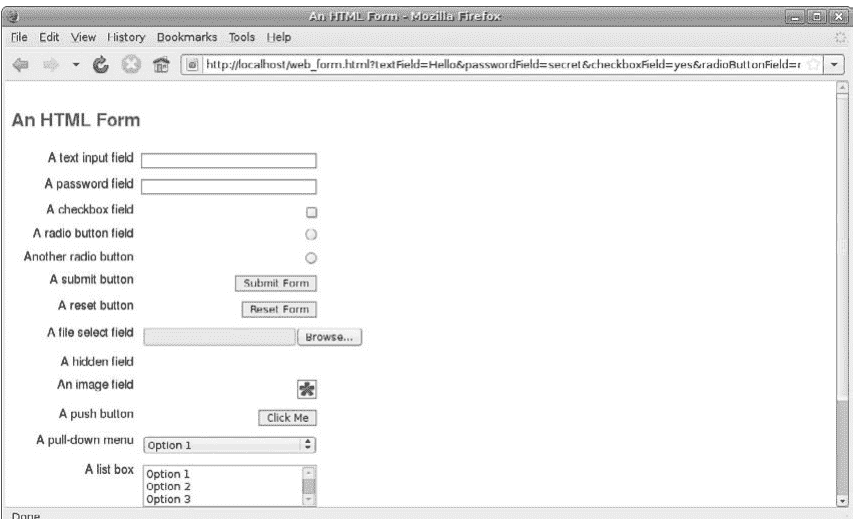 An HTML Form - Mozilla Firefox
File Edit View History Bookmarks Tools Help
http://localhost/web_form.html?textField=Hello&passwordField=secret&checkboxField=yes&radioButtonField=r
An HTML Form
A text input field
A password field
A checkbox field
A radio button field
Another radio button
A submit button Submit Form
A reset button Reset Form
A file select field Browse...
A hidden field
An image field
A push button Click Me
A pull-down menu Option 1
A list box Option 1
Option 2
Option 3
Done